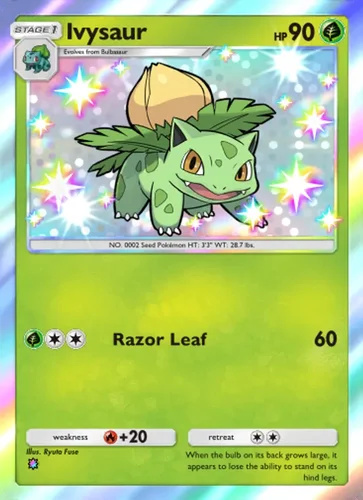 STAGE 1
Ivysaur
HP 90
Evolves from Bulbasaur
NO. 0002 Seed Pokémon HT: 3'3" WT: 28.7 lbs.
Razor Leaf 60
weakness +20
retreat
Illus. Ryuta Fuse
When the bulb on its back grows large, it
appears to lose the ability to stand on its
hind legs.